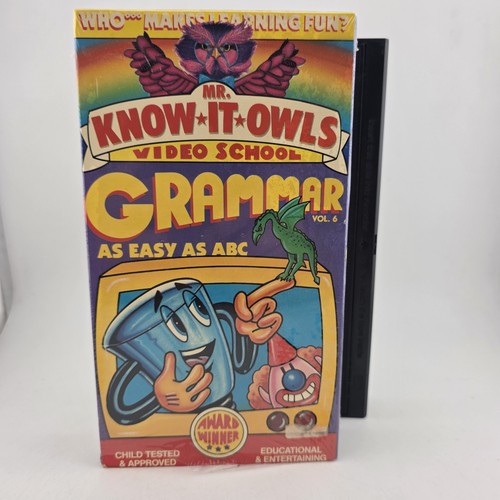 WHO... MAKES LEARNING FUN?
MR.
KNOW★IT★OWLS
VIDEO SCHOOL
GRAMMAR
VOL. 6
AS EASY AS ABC
AWARD
WINNER
CHILD TESTED
& APPROVED
EDUCATIONAL
& ENTERTAINING